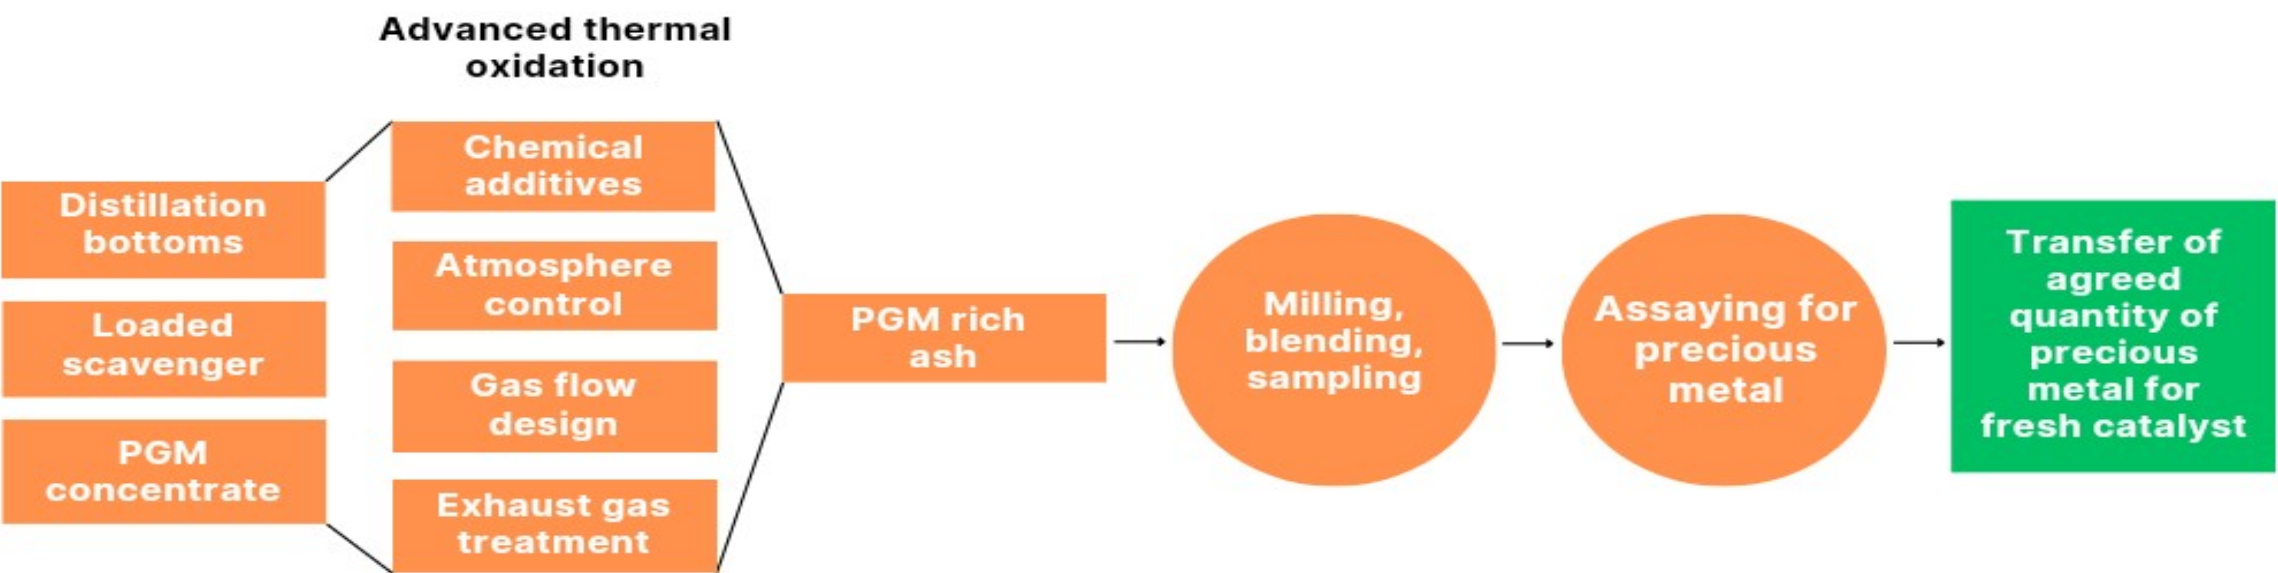 Advanced thermal
oxidation
Distillation
bottoms
Loaded
scavenger
PGM
concentrate
Chemical
additives
Atmosphere
control
Gas flow
design
Exhaust gas
treatment
PGM rich
ash
Milling,
blending,
sampling
Assaying for
precious
metal
Transfer of
agreed
quantity of
precious
metal for
fresh catalyst